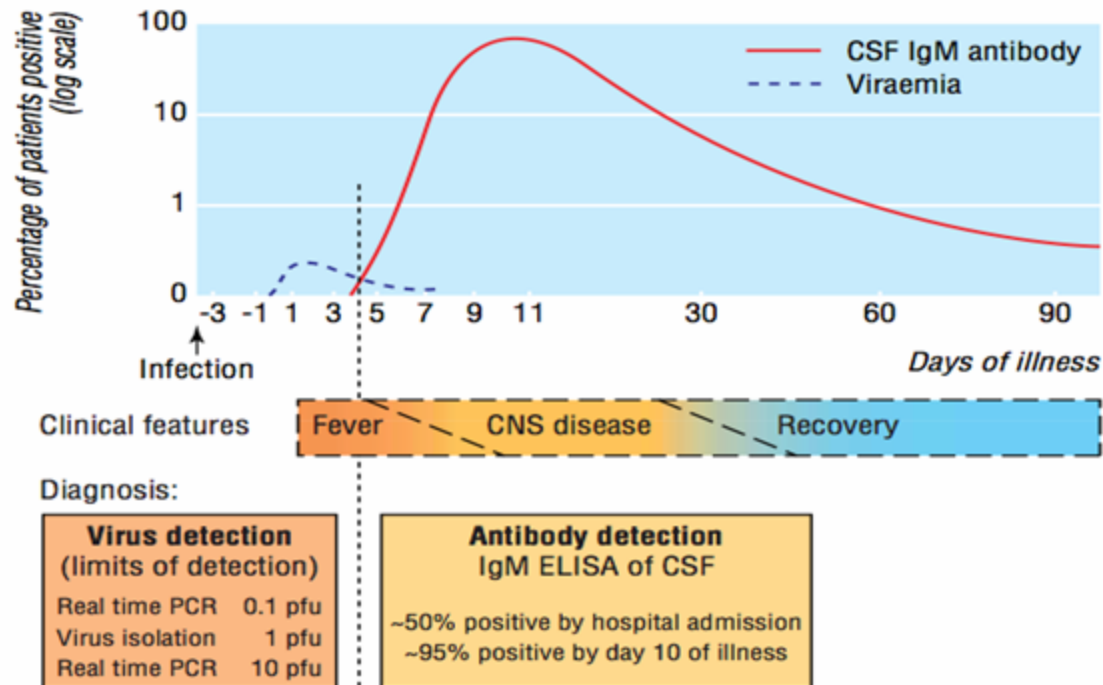 Percentage of patients positive
(log scale)
100
10
1
0
CSF IgM antibody
Viraemia
-3 -1 1 3 5 7 9 11 30 60 90
Infection
Days of illness
Clinical features
Fever
CNS disease
Recovery
Diagnosis:
Virus detection
(limits of detection)
Real time PCR 0.1 pfu
Virus isolation 1 pfu
Real time PCR 10 pfu
Antibody detection
IgM ELISA of CSF
~50% positive by hospital admission
~95% positive by day 10 of illness